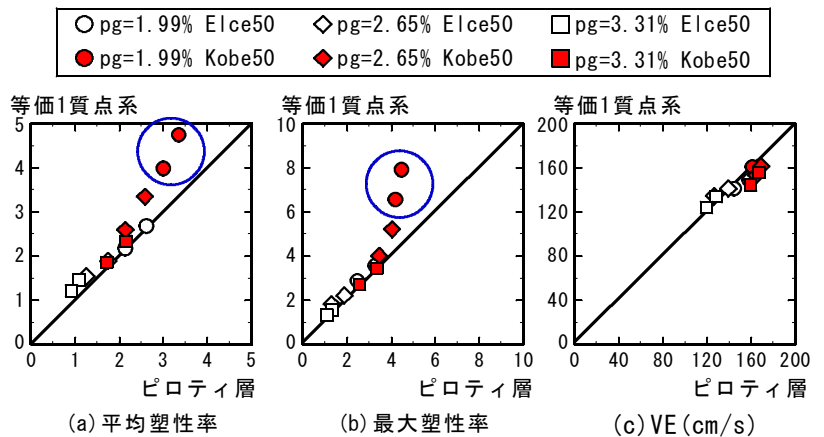 pg=1.99% Elce50 pg=2.65% Elce50 pg=3.31% Elce50
pg=1.99% Kobe50 pg=2.65% Kobe50 pg=3.31% Kobe50
等価1質点系 等価1質点系 等価1質点系
5 10 200
4 8 160
3 6 120
2 4 80
1 2 40
0 0 0
0 1 2 3 4 5 0 2 4 6 8 10 0 40 80 120 160 200
ピロティ層 ピロティ層 ピロティ層
(a)平均塑性率 (b)最大塑性率 (c)VE(cm/s)